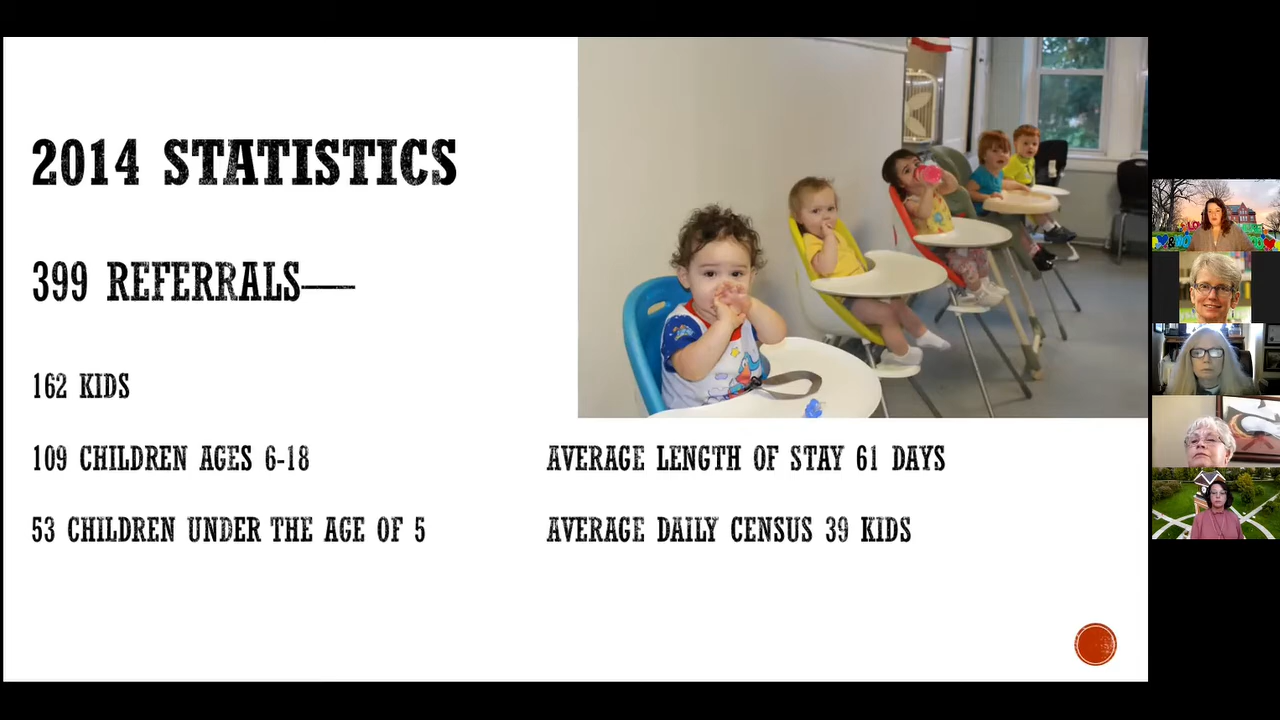 2014 STATISTICS
399 REFERRALS—
162 KIDS
109 CHILDREN AGES 6-18
53 CHILDREN UNDER THE AGE OF 5
AVERAGE LENGTH OF STAY 61 DAYS
AVERAGE DAILY CENSUS 39 KIDS